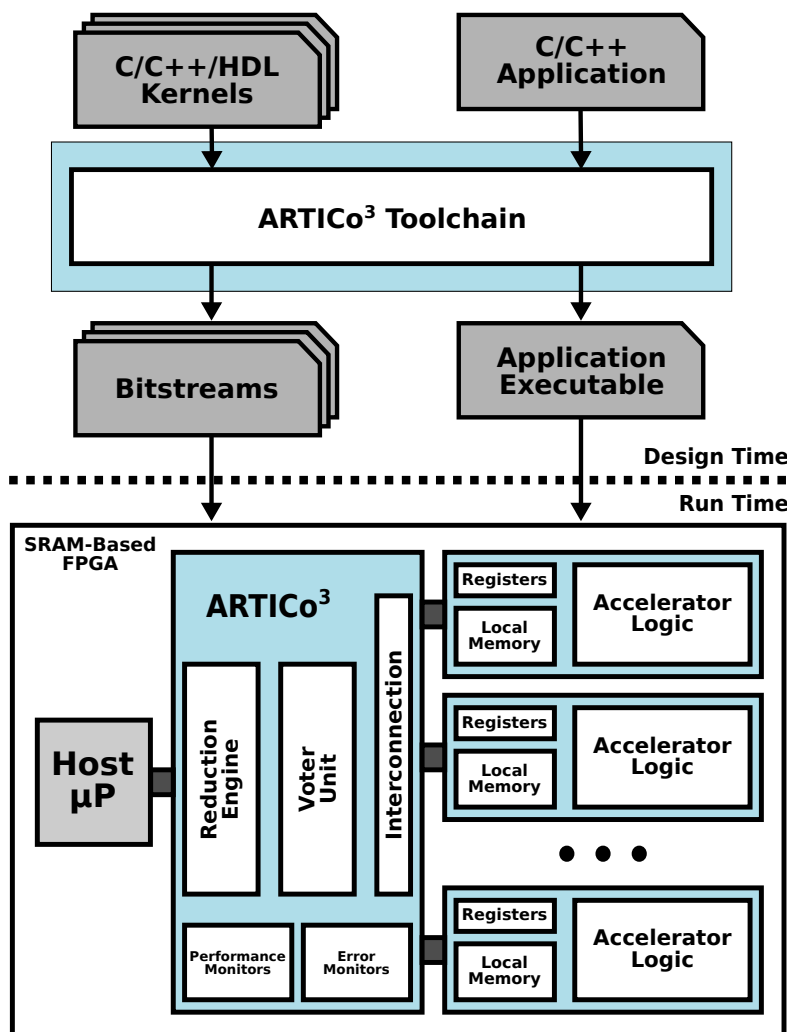 C/C++/HDL
Kernels
C/C++
Application
ARTICo³ Toolchain
Bitstreams
Application
Executable
Design Time
Run Time
SRAM-Based
FPGA
ARTICo³
Host
µP
Reduction
Engine
Voter
Unit
Interconnection
Performance
Monitors
Error
Monitors
Registers
Local
Memory
Accelerator
Logic
Registers
Local
Memory
Accelerator
Logic
Registers
Local
Memory
Accelerator
Logic